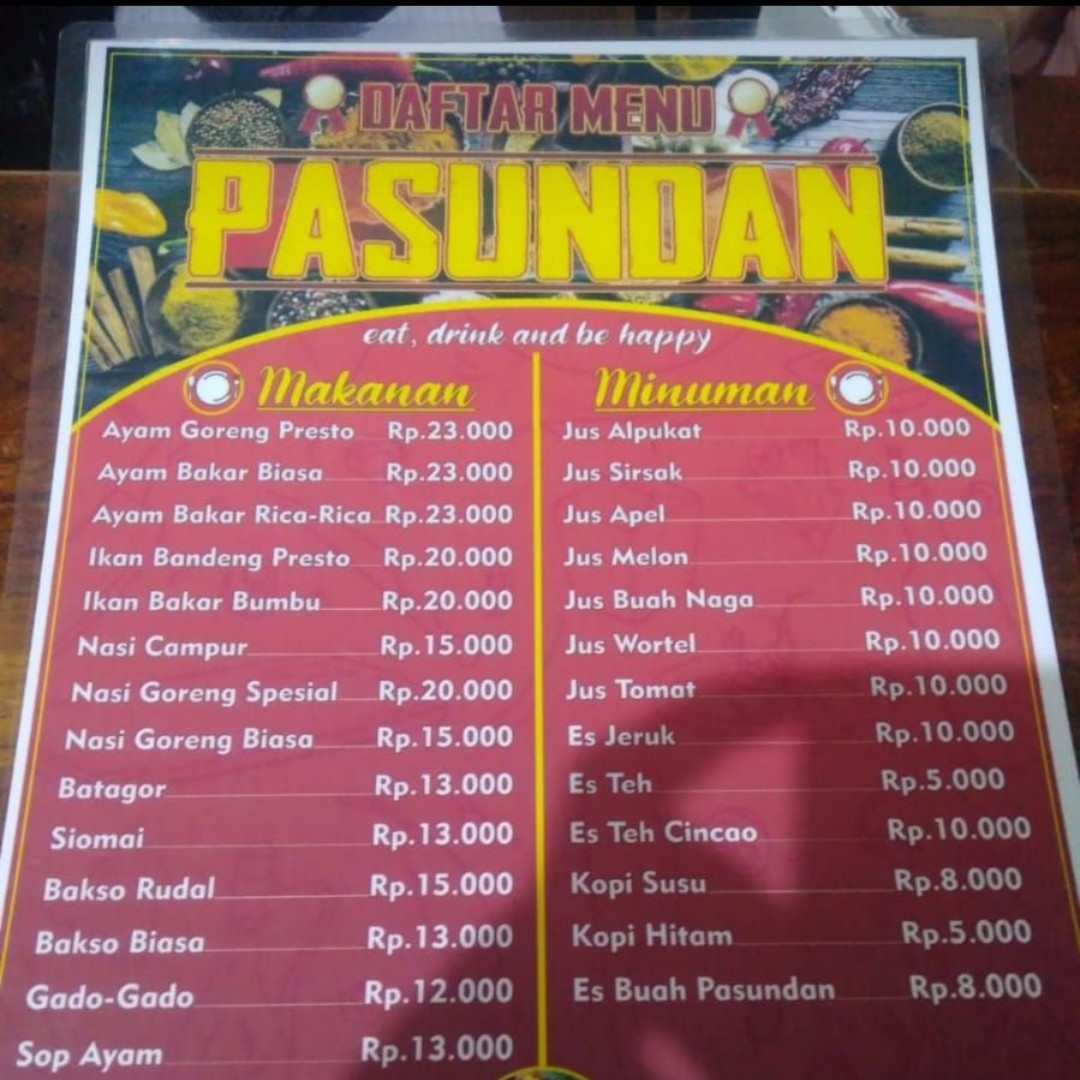 DAFTAR MENU
PASUNDAN
eat, drink and be happy
Makanan
Ayam Goreng Presto Rp.23.000
Ayam Bakar Biasa Rp.23.000
Ayam Bakar Rica-Rica Rp.23.000
Ikan Bandeng Presto Rp.20.000
Ikan Bakar Bumbu Rp.20.000
Nasi Campur Rp.15.000
Nasi Goreng Spesial Rp.20.000
Nasi Goreng Biasa Rp.15.000
Batagor Rp.13.000
Siomai Rp.13.000
Bakso Rudal Rp.15.000
Bakso Biasa Rp.13.000
Gado-Gado Rp.12.000
Sop Ayam Rp.13.000
Minuman
Jus Alpukat Rp.10.000
Jus Sirsak Rp.10.000
Jus Apel Rp.10.000
Jus Melon Rp.10.000
Jus Buah Naga Rp.10.000
Jus Wortel Rp.10.000
Jus Tomat Rp.10.000
Es Jeruk Rp.10.000
Es Teh Rp.5.000
Es Teh Cincao Rp.10.000
Kopi Susu Rp.8.000
Kopi Hitam Rp.5.000
Es Buah Pasundan Rp.8.000